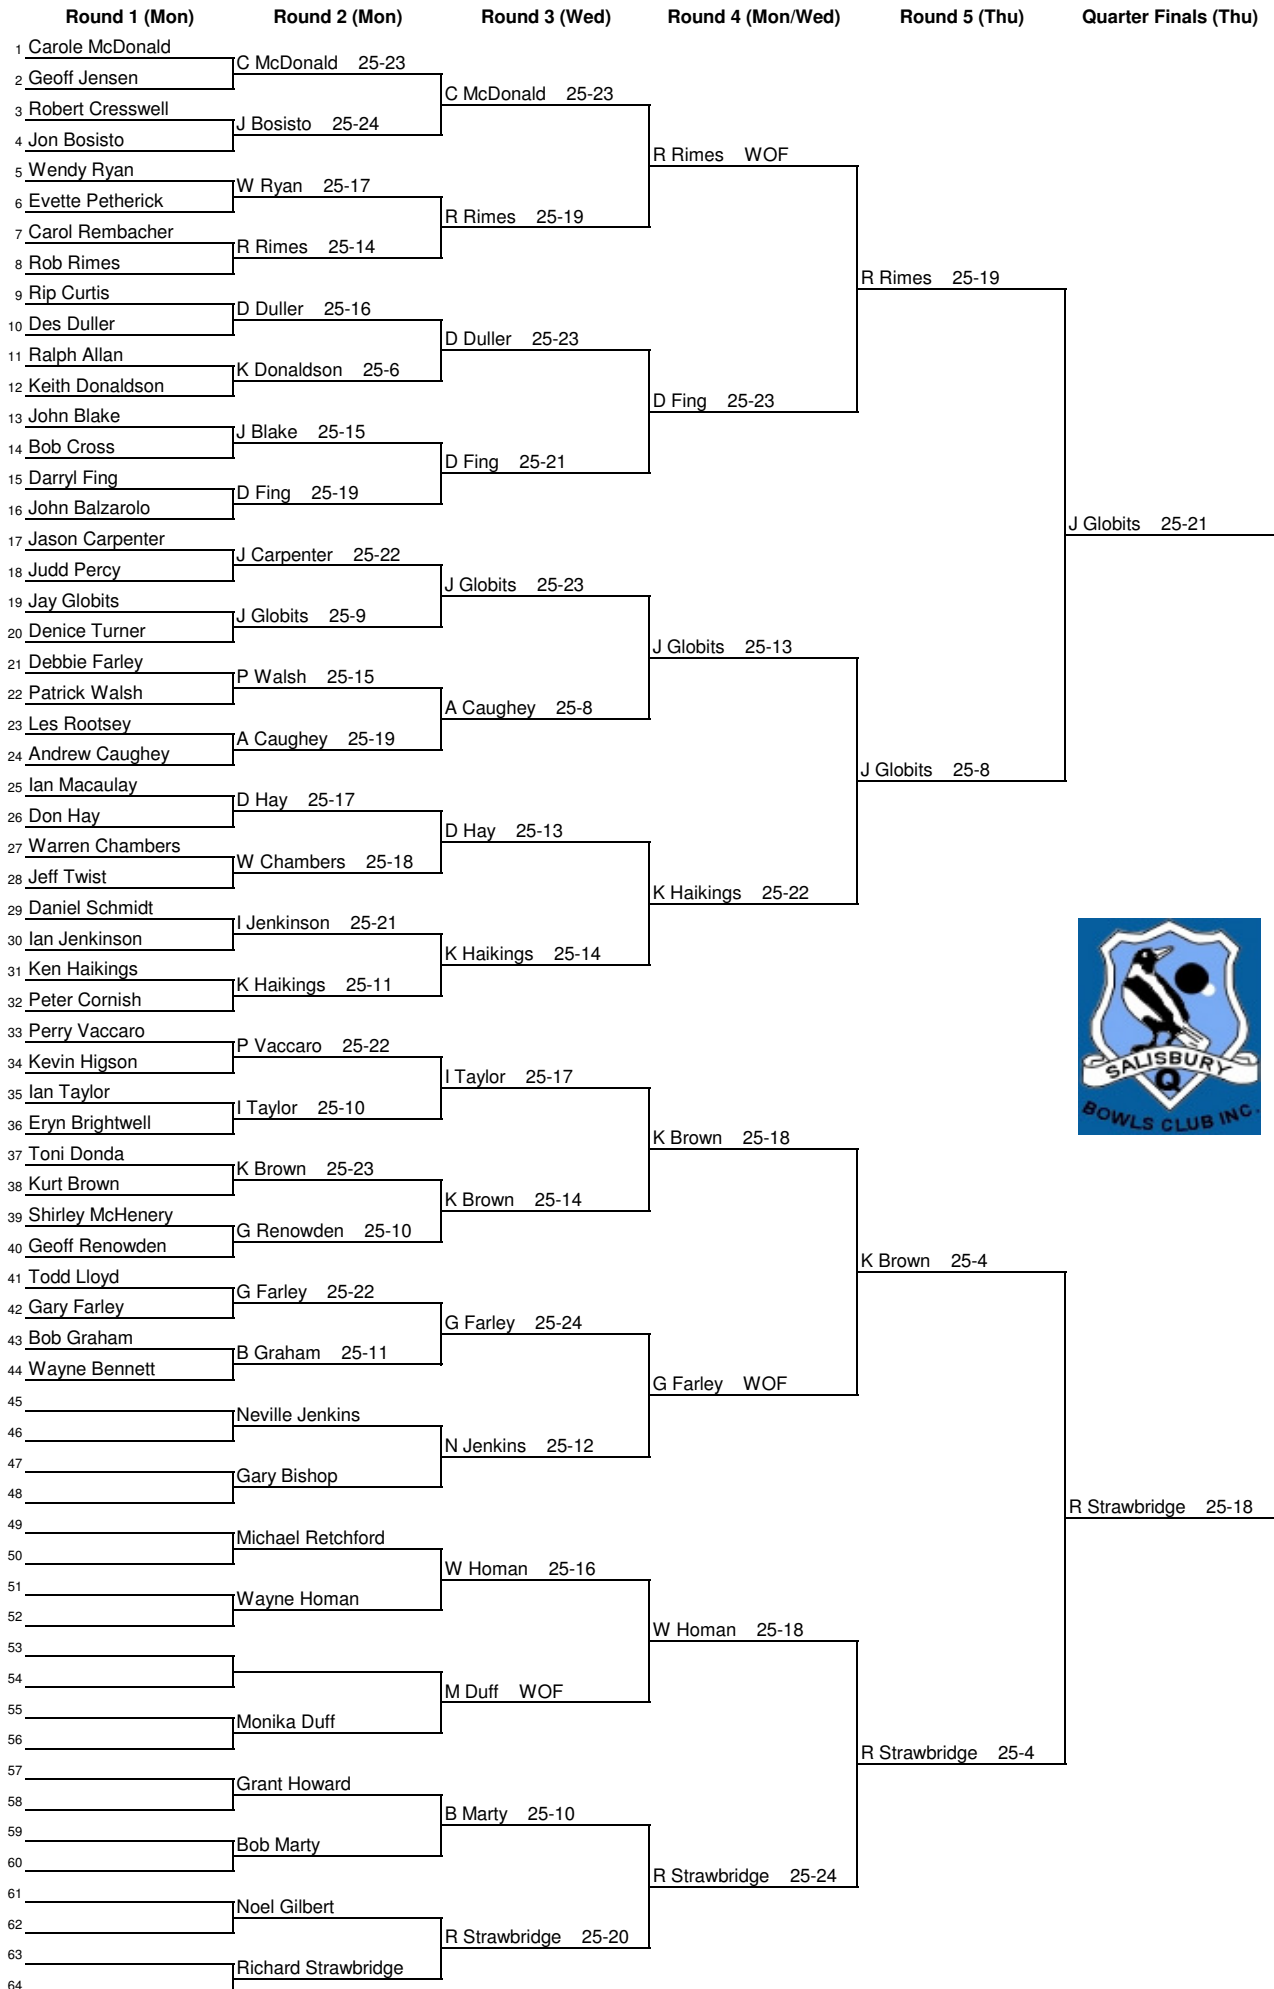 Round 1 (Mon) Round 2 (Mon) Round 3 (Wed) Round 4 (Mon/Wed) Round 5 (Thu) Quarter Finals (Thu)
1 Carole McDonald
C McDonald 25-23
2 Geoff Jensen
C McDonald 25-23
3 Robert Cresswell
J Bosisto 25-24
4 Jon Bosisto
R Rimes WOF
5 Wendy Ryan
W Ryan 25-17
6 Evette Petherick
R Rimes 25-19
7 Carol Rembacher
R Rimes 25-14
8 Rob Rimes
R Rimes 25-19
9 Rip Curtis
D Duller 25-16
10 Des Duller
D Duller 25-23
11 Ralph Allan
K Donaldson 25-6
12 Keith Donaldson
D Fing 25-23
13 John Blake
J Blake 25-15
14 Bob Cross
D Fing 25-21
15 Darryl Fing
D Fing 25-19
16 John Balzarolo
J Globits 25-21
17 Jason Carpenter
J Carpenter 25-22
18 Judd Percy
J Globits 25-23
19 Jay Globits
J Globits 25-9
20 Denice Turner
J Globits 25-13
21 Debbie Farley
P Walsh 25-15
22 Patrick Walsh
A Caughey 25-8
23 Les Rootsey
A Caughey 25-19
24 Andrew Caughey
J Globits 25-8
25 Ian Macaulay
D Hay 25-17
26 Don Hay
D Hay 25-13
27 Warren Chambers
W Chambers 25-18
28 Jeff Twist
K Haikings 25-22
29 Daniel Schmidt
I Jenkinson 25-21
30 Ian Jenkinson
K Haikings 25-14
31 Ken Haikings
K Haikings 25-11
32 Peter Cornish
33 Perry Vaccaro
P Vaccaro 25-22
34 Kevin Higson
SALISBURY
Q
BOWLS CLUB INC.
I Taylor 25-17
35 Ian Taylor
I Taylor 25-10
36 Eryn Brightwell
K Brown 25-18
37 Toni Donda
K Brown 25-23
38 Kurt Brown
K Brown 25-14
39 Shirley McHenery
G Renowden 25-10
40 Geoff Renowden
K Brown 25-4
41 Todd Lloyd
G Farley 25-22
42 Gary Farley
G Farley 25-24
43 Bob Graham
B Graham 25-11
44 Wayne Bennett
G Farley WOF
45
Neville Jenkins
46
N Jenkins 25-12
47
Gary Bishop
48
R Strawbridge 25-18
49
Michael Retchford
50
W Homan 25-16
51
Wayne Homan
52
W Homan 25-18
53
54
M Duff WOF
55
Monika Duff
56
R Strawbridge 25-4
57
Grant Howard
58
B Marty 25-10
59
Bob Marty
60
R Strawbridge 25-24
61
Noel Gilbert
62
R Strawbridge 25-20
63
Richard Strawbridge
64